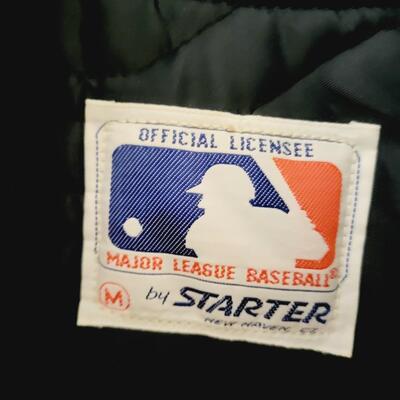 OFFICIAL LICENSEE
MAJOR LEAGUE BASEBALL®
M by STARTER
NEW HAVEN, CT.